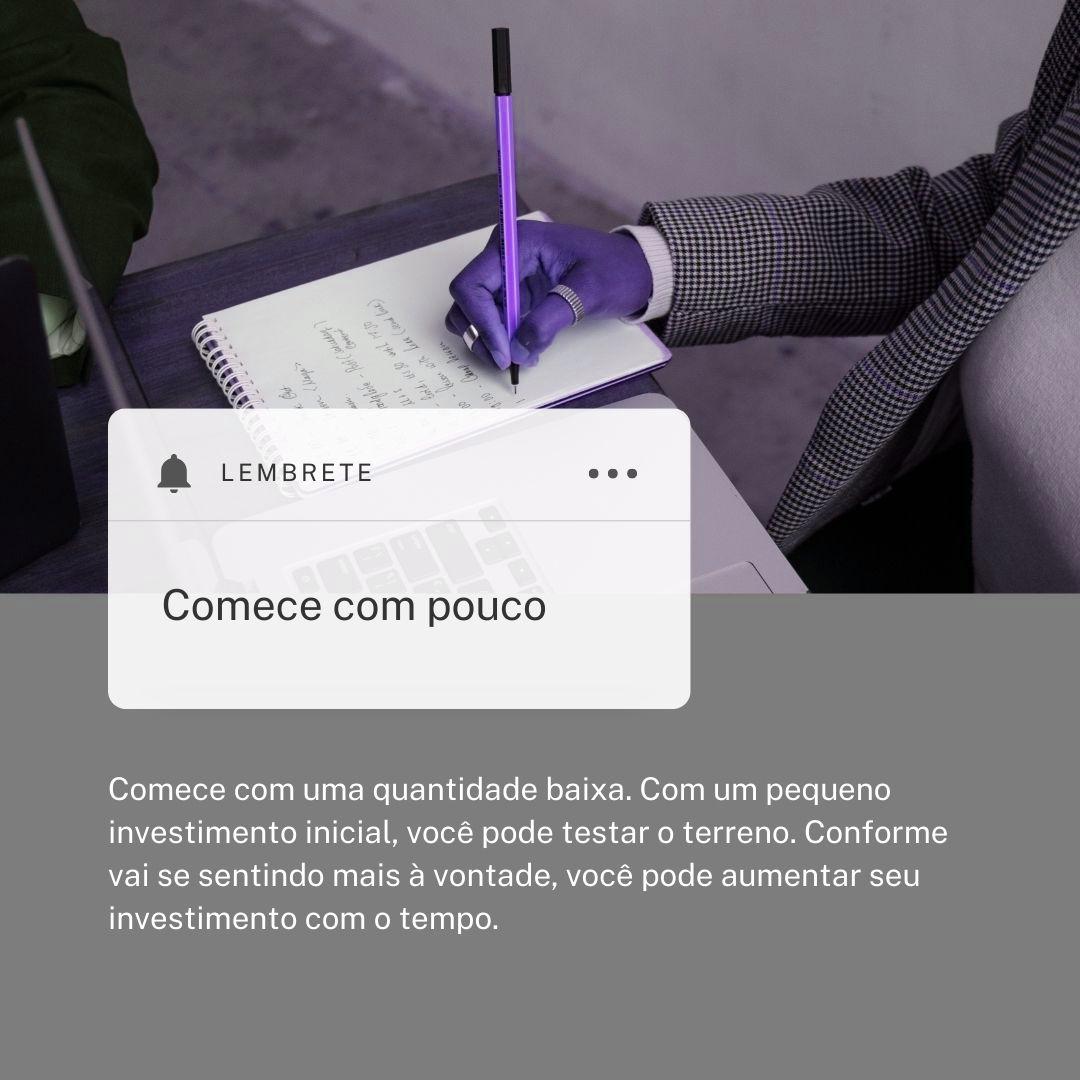 LEMBRETE
Comece com pouco
Comece com uma quantidade baixa. Com um pequeno
investimento inicial, você pode testar o terreno. Conforme
vai se sentindo mais à vontade, você pode aumentar seu
investimento com o tempo.